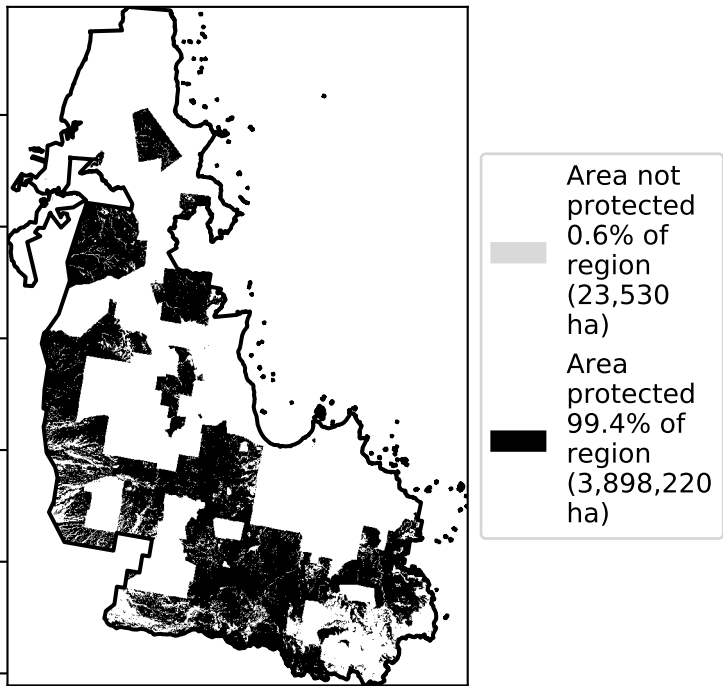 Area not
protected
0.6% of
region
(23,530
ha)
Area
protected
99.4% of
region
(3,898,220
ha)